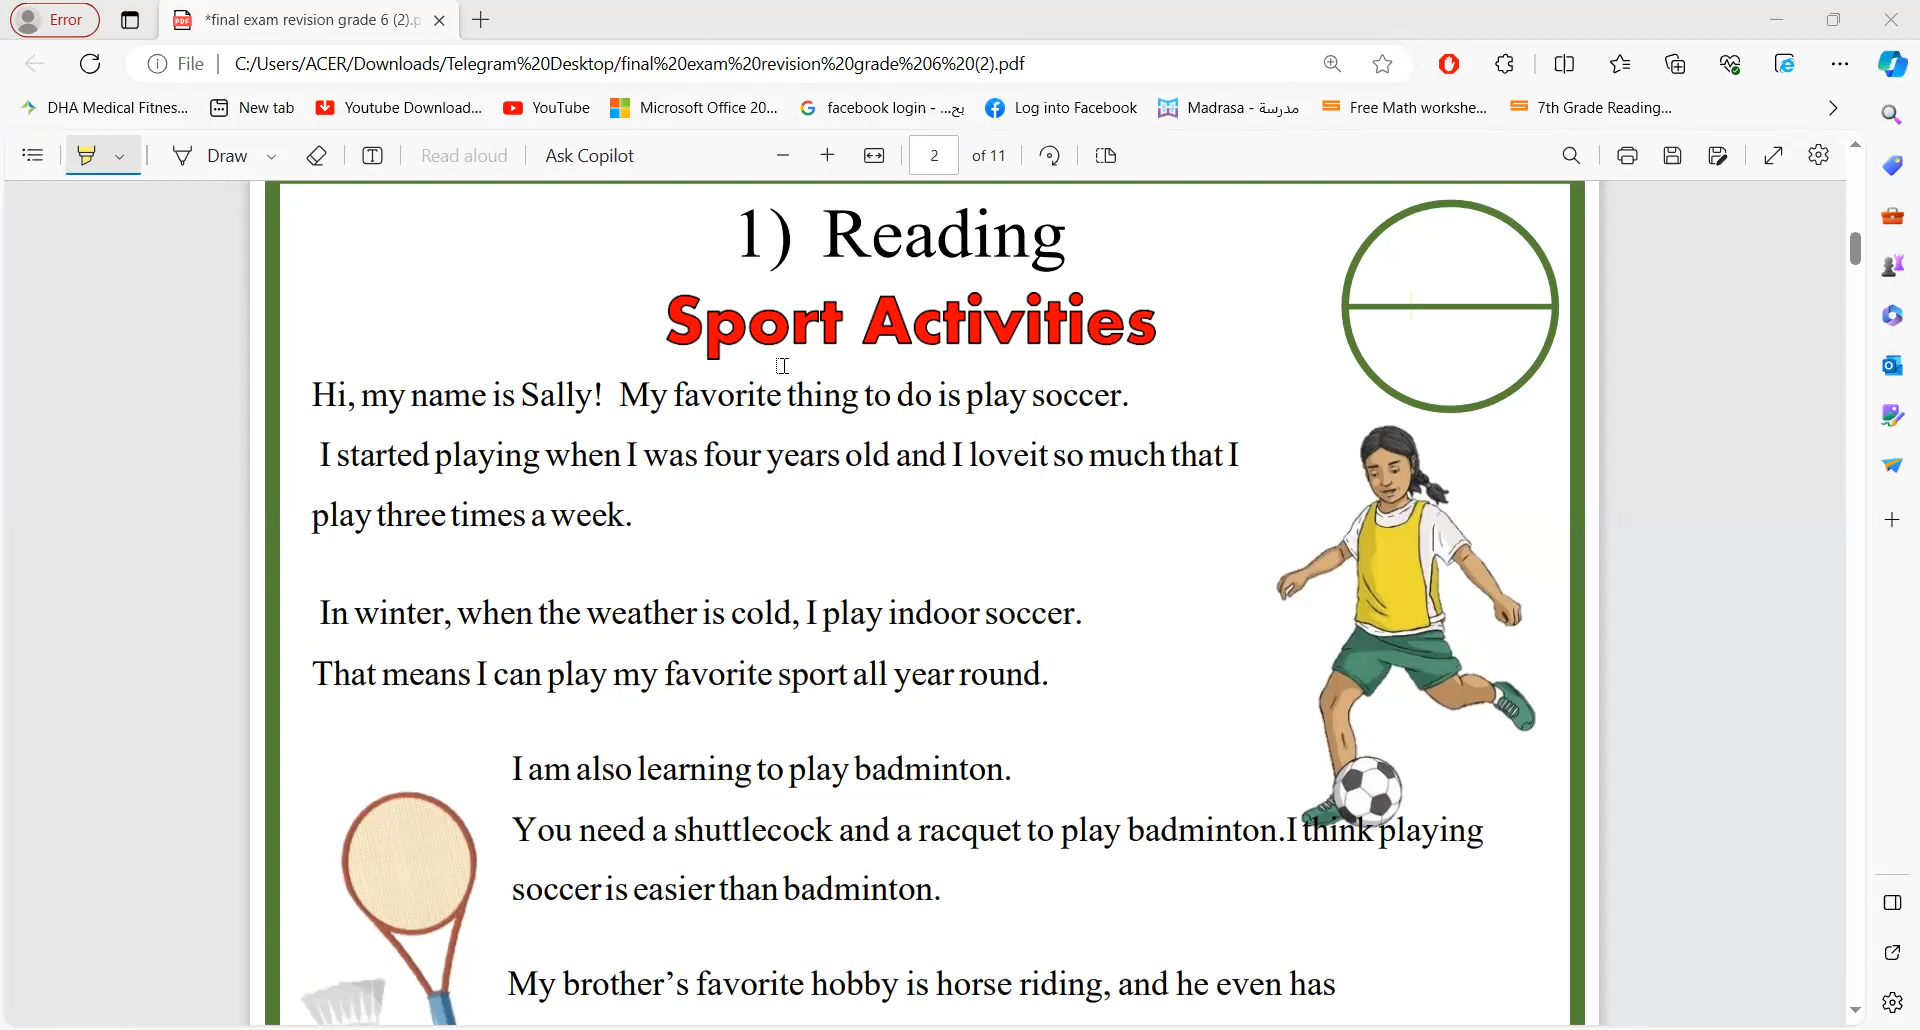 Error
*final exam revision grade 6 (2).p
File
C:/Users/ACER/Downloads/Telegram%20Desktop/final%20exam%20revision%20grade%206%20(2).pdf
DHA Medical Fitnes...
New tab
Youtube Download...
YouTube
Microsoft Office 20...
facebook login - ...بح
Log into Facebook
Madrasa - مدرسة
Free Math workshe...
7th Grade Reading...
Draw
Read aloud
Ask Copilot
2
of 11
1) Reading
Sport Activities
Hi, my name is Sally! My favorite thing to do is play soccer.
I started playing when I was four years old and I loveit so much that I
play three times a week.
In winter, when the weather is cold, I play indoor soccer.
That means I can play my favorite sport all year round.
I am also learning to play badminton.
You need a shuttlecock and a racquet to play badminton.I think playing
soccer is easier than badminton.
My brother’s favorite hobby is horse riding, and he even has